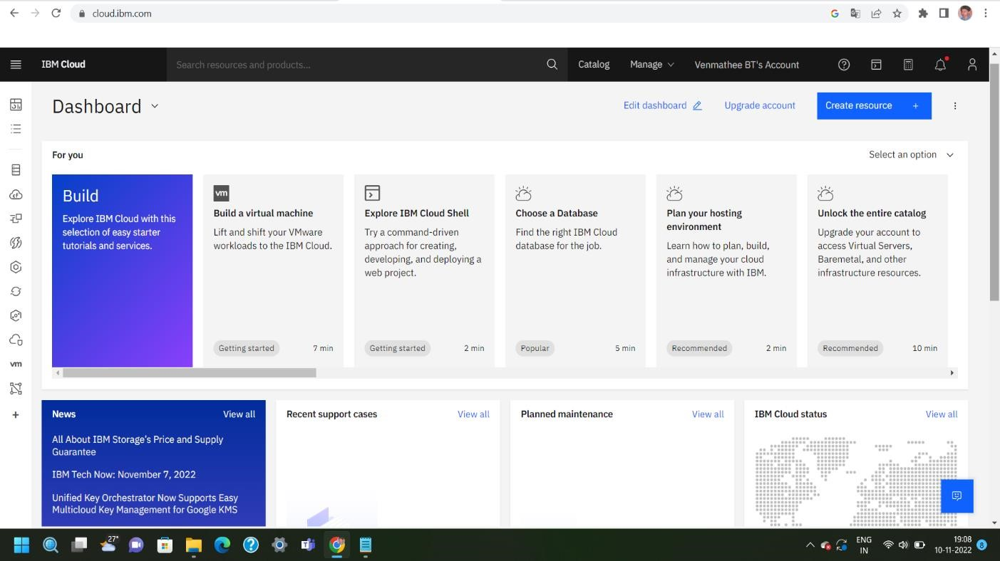 cloud.ibm.com
IBM Cloud
Search resources and products...
Catalog
Manage
Venmathee BT's Account
Dashboard
Edit dashboard
Upgrade account
Create resource +
For you
Select an option
Build
Explore IBM Cloud with this
selection of easy starter
tutorials and services.
vm
Build a virtual machine
Lift and shift your VMware
workloads to the IBM Cloud.
Getting started
7 min
Explore IBM Cloud Shell
Try a command-driven
approach for creating,
developing, and deploying a
web project.
Getting started
2 min
Choose a Database
Find the right IBM Cloud
database for the job.
Popular
5 min
Plan your hosting
environment
Learn how to plan, build,
and manage your cloud
infrastructure with IBM.
Recommended
2 min
Unlock the entire catalog
Upgrade your account to
access Virtual Servers,
Baremetal, and other
infrastructure resources.
Recommended
10 min
vm
News
View all
All About IBM Storage's Price and Supply
Guarantee
IBM Tech Now: November 7, 2022
Unified Key Orchestrator Now Supports Easy
Multicloud Key Management for Google KMS
Recent support cases
View all
Planned maintenance
View all
IBM Cloud status
View all
27°
ENG
IN
19:08
10-11-2022
8